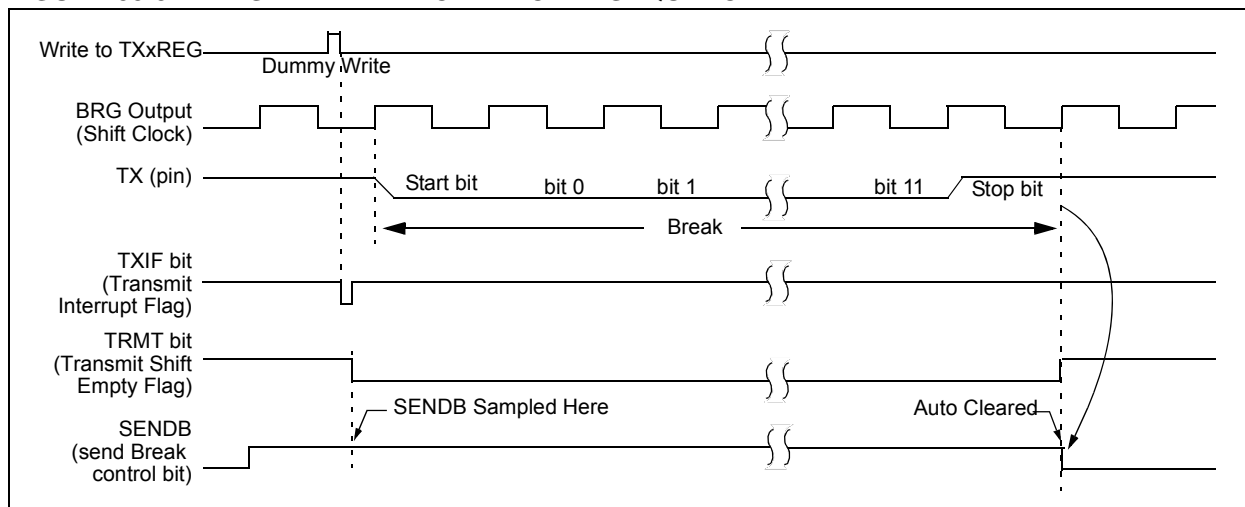 Write to TXxREG
Dummy Write
BRG Output
(Shift Clock)
TX (pin)
Start bit
bit 0
bit 1
bit 11
Stop bit
Break
TXIF bit
(Transmit
Interrupt Flag)
TRMT bit
(Transmit Shift
Empty Flag)
SENDB Sampled Here
Auto Cleared
SENDB
(send Break
control bit)